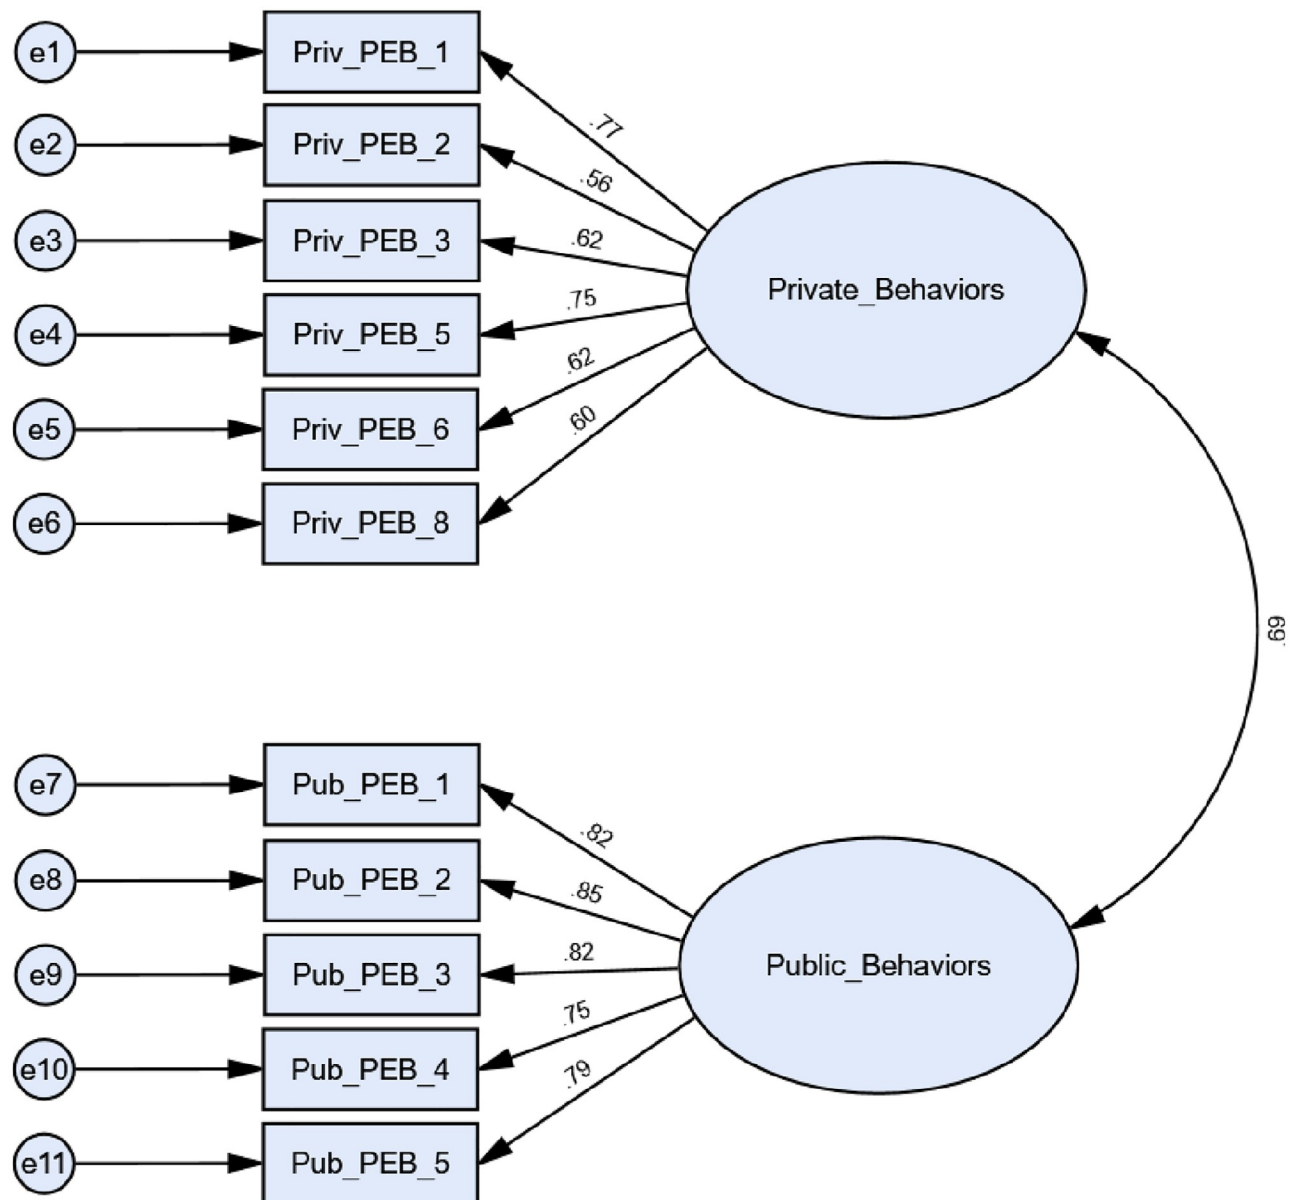 e1
Priv_PEB_1
.77
e2
Priv_PEB_2
.56
e3
Priv_PEB_3
.62
Private_Behaviors
e4
Priv_PEB_5
.75
e5
Priv_PEB_6
.62
e6
Priv_PEB_8
.60
.69
e7
Pub_PEB_1
.82
e8
Pub_PEB_2
.85
e9
Pub_PEB_3
.82
Public_Behaviors
e10
Pub_PEB_4
.75
e11
Pub_PEB_5
.79